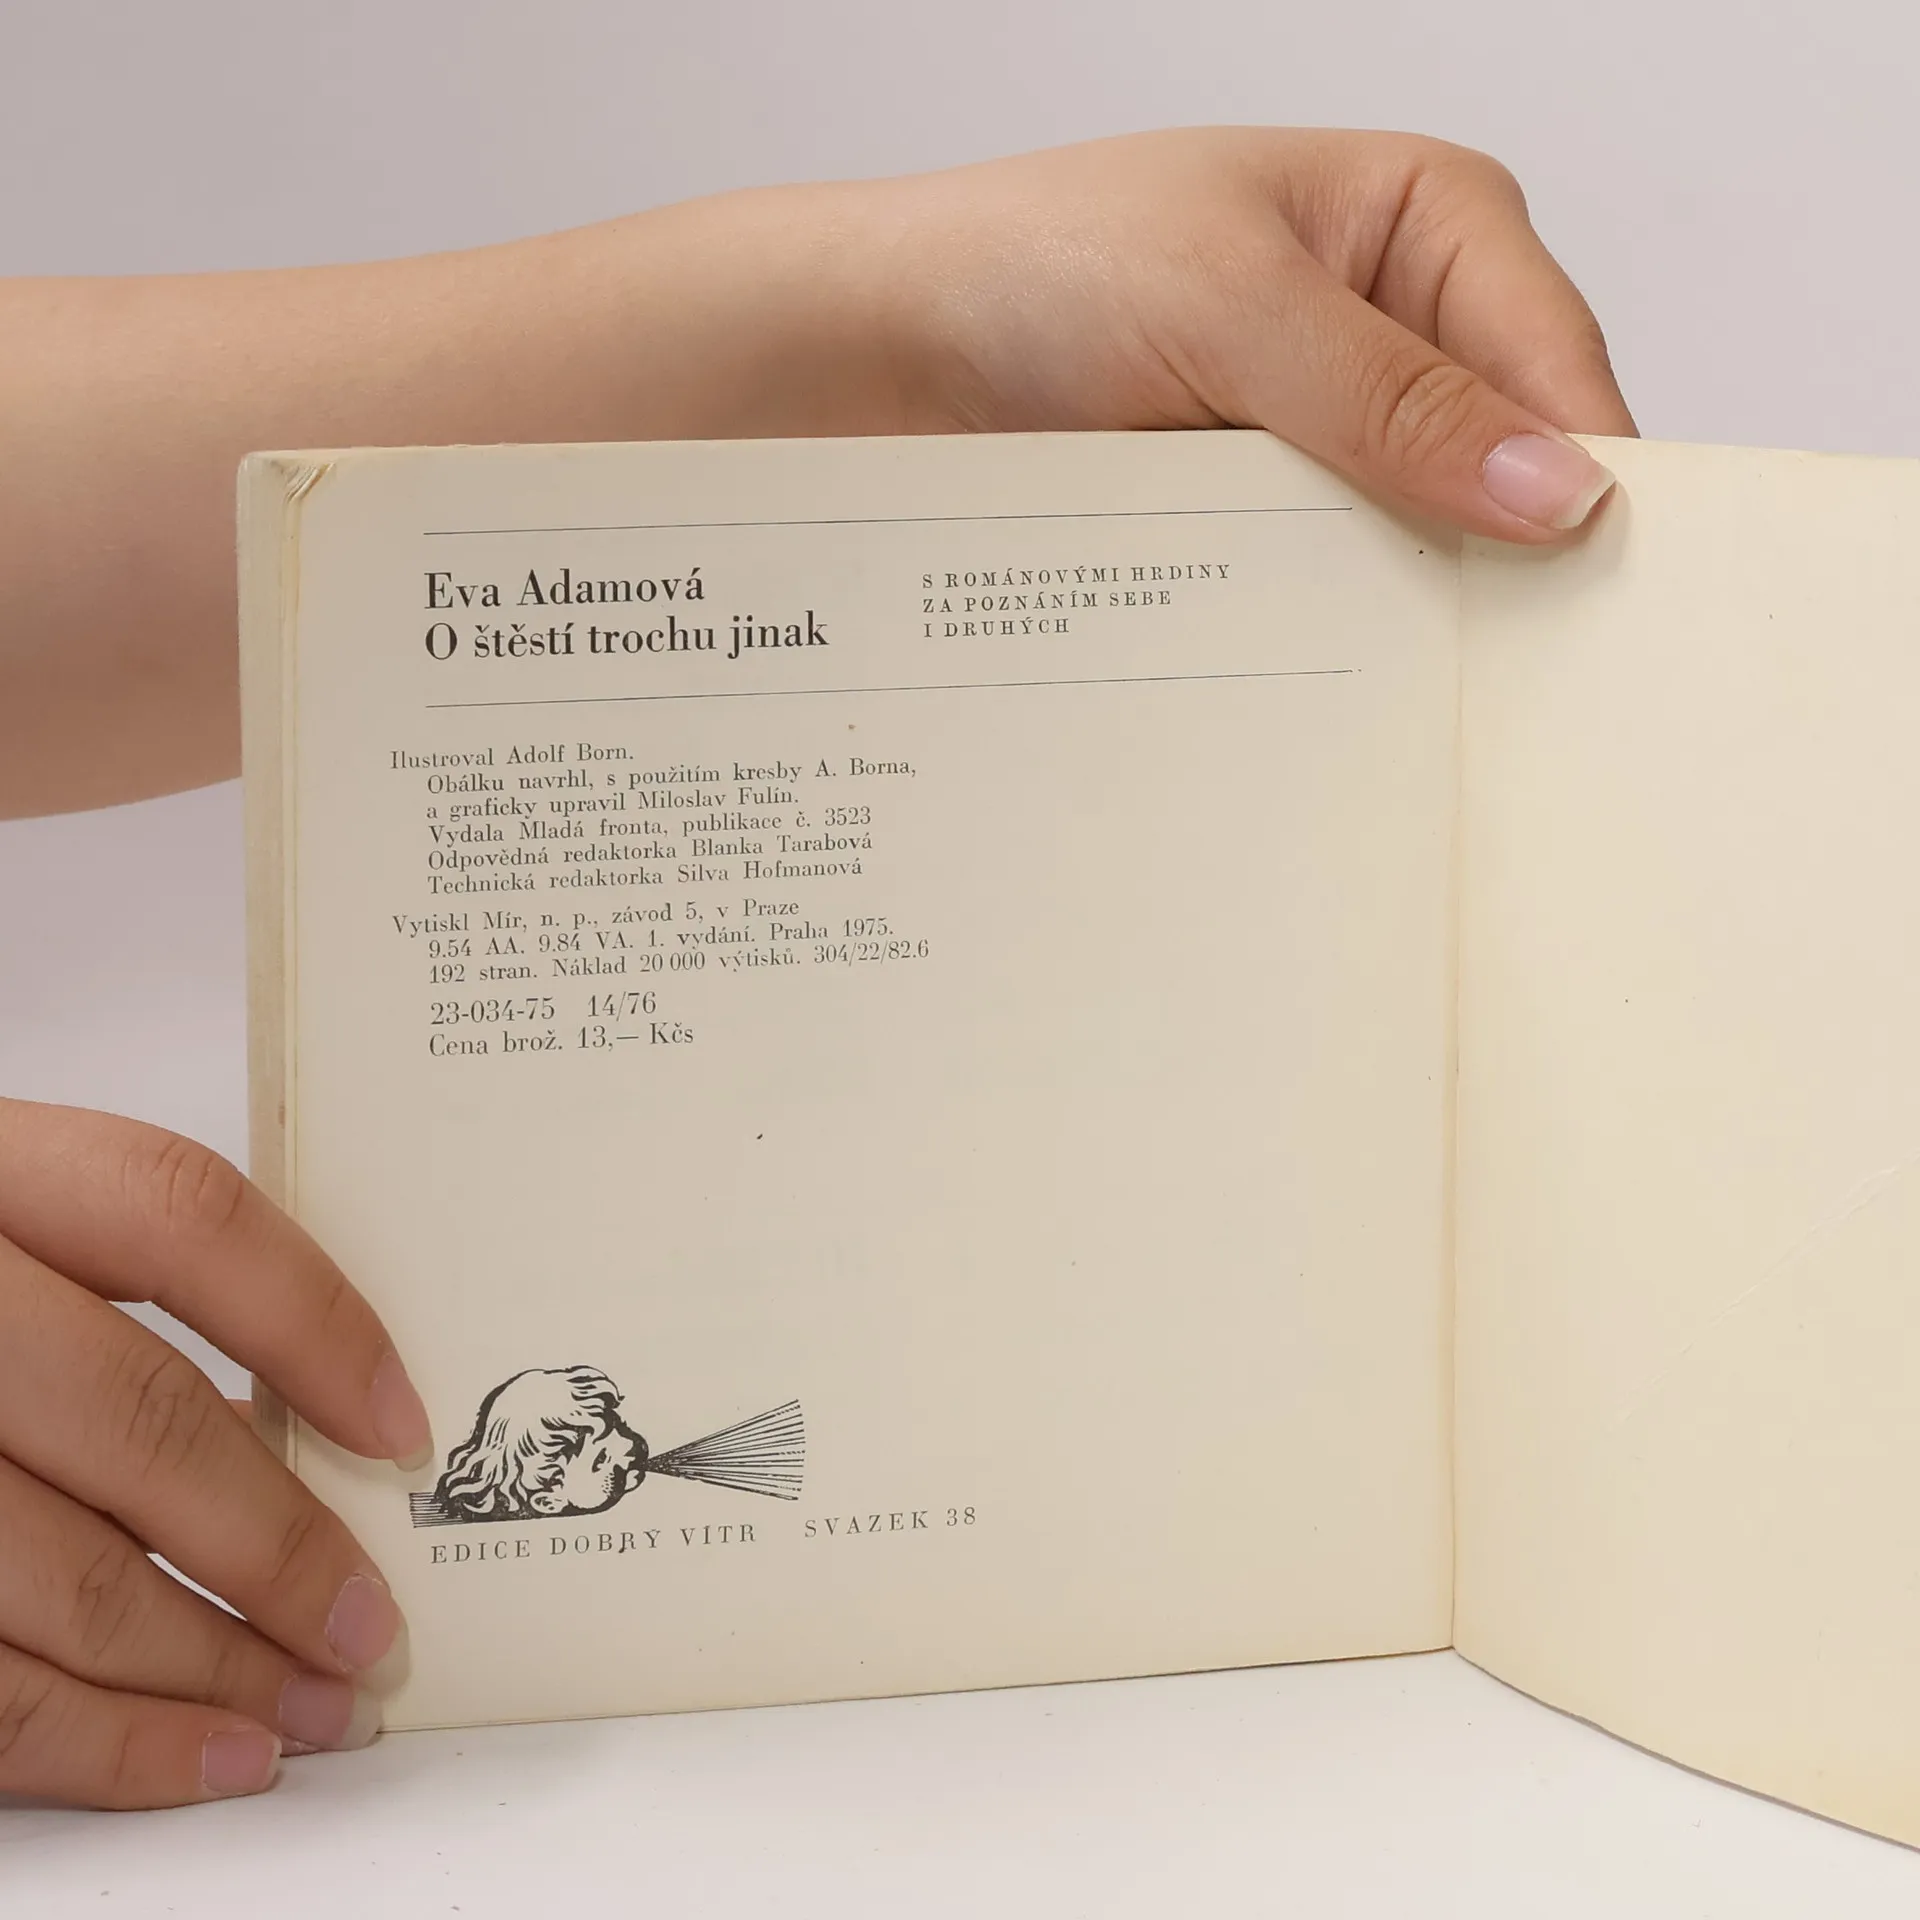 Eva Adamová
O štěstí trochu jinak
S ROMÁNOVÝMI HRDINY
ZA POZNÁNÍM SEBE
I DRUHÝCH
Ilustroval Adolf Born.
Obálku navrhl, s použitím kresby A. Borna,
a graficky upravil Miloslav Fulín.
Vydala Mladá fronta, publikace č. 3523
Odpovědná redaktorka Blanka Tarabová
Technická redaktorka Silva Hofmanová
Vytiskl Mír, n. p., závod 5, v Praze
9.54 AA. 9.84 VA. 1. vydání. Praha 1975.
192 stran. Náklad 20 000 výtisků. 304/22/82.6
23-034-75 14/76
Cena brož. 13,— Kčs
EDICE DOBRÝ VÍTR SVAZEK 38